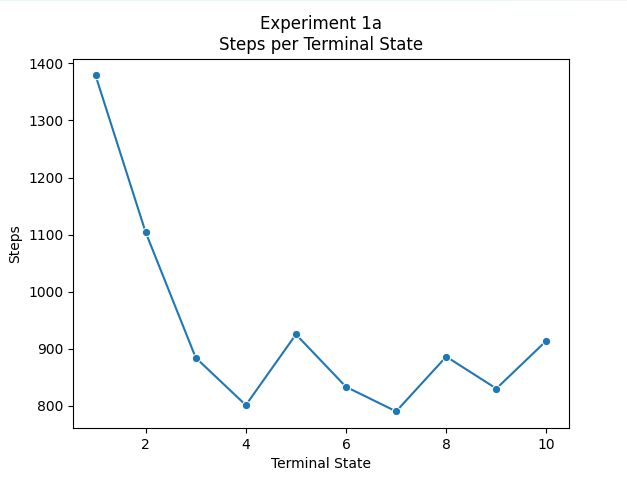 Experiment 1a
Steps per Terminal State
1400
1300
1200
1100
1000
900
800
Steps
2 4 6 8 10
Terminal State